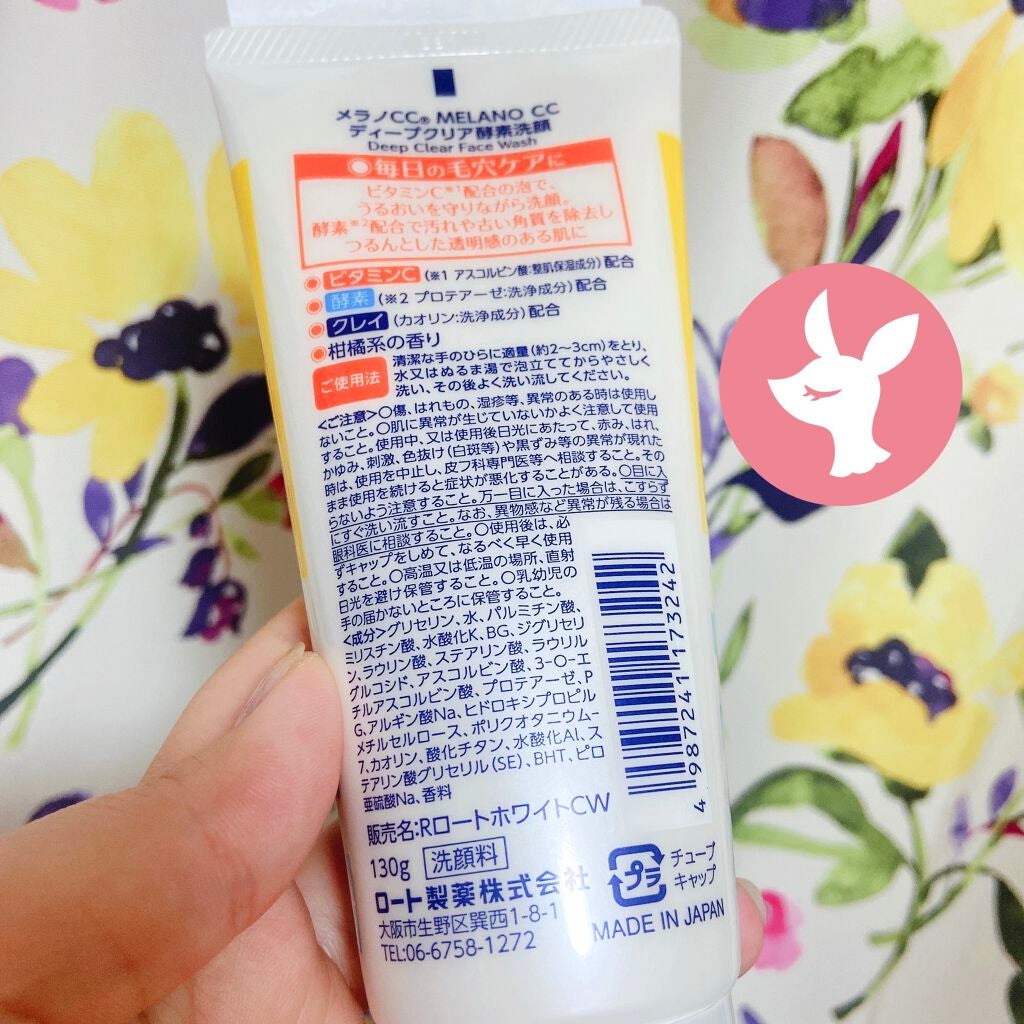 メラノCC® MELANO CC
ディープクリア酵素洗顔
Deep Clear Face Wash
◉毎日の毛穴ケアに
ビタミンC※1配合の泡で、
うるおいを守りながら洗顔。
酵素※2配合で汚れや古い角質を除去し
つるんとした透明感のある肌に
◉ビタミンC(※1 アスコルビン酸:整肌保湿成分)配合
◉酵素(※2 プロテアーゼ:洗浄成分)配合
◉クレイ(カオリン:洗浄成分)配合
◉柑橘系の香り
ご使用法
清潔な手のひらに適量(約2~3cm)をとり、
水又はぬるま湯で泡立ててからやさしく
洗い、その後よく洗い流してください。
<ご注意>○傷、はれもの、湿疹等、異常のある時は使用し
ないこと。○肌に異常が生じていないかよく注意して使用
すること。使用中、又は使用後日光にあたって、赤み、はれ、
かゆみ、刺激、色抜け(白斑等)や黒ずみ等の異常が現れた
時は、使用を中止し、皮フ科専門医等へ相談すること。その
まま使用を続けると症状が悪化することがある。○目に入
らないよう注意すること。万一目に入った場合は、こすらず
にすぐ洗い流すこと。なお、異物感など異常が残る場合は
眼科医に相談すること。○使用後は、必
ずキャップをしめて、なるべく早く使用
すること。○高温又は低温の場所、直射
日光を避け保管すること。○乳幼児の
手の届かないところに保管すること。
<成分>グリセリン、水、パルミチン酸、
ミリスチン酸、水酸化K、BG、ジグリセリ
ン、ラウリン酸、ステアリン酸、ラウリル
グルコシド、アスコルビン酸、3-O-エ
チルアスコルビン酸、プロテアーゼ、P
G、アルギン酸Na、ヒドロキシプロピル
メチルセルロース、ポリクオタニウム-
7、カオリン、酸化チタン、水酸化Al、ス
テアリン酸グリセリル(SE)、BHT、ピロ
亜硫酸Na、香料
4 987241 173242
販売名:RロートホワイトCW
130g 洗顔料
ロート製薬株式会社
大阪市生野区巽西1-8-1
TEL:06-6758-1272
プラ
チューブ
キャップ
MADE IN JAPAN